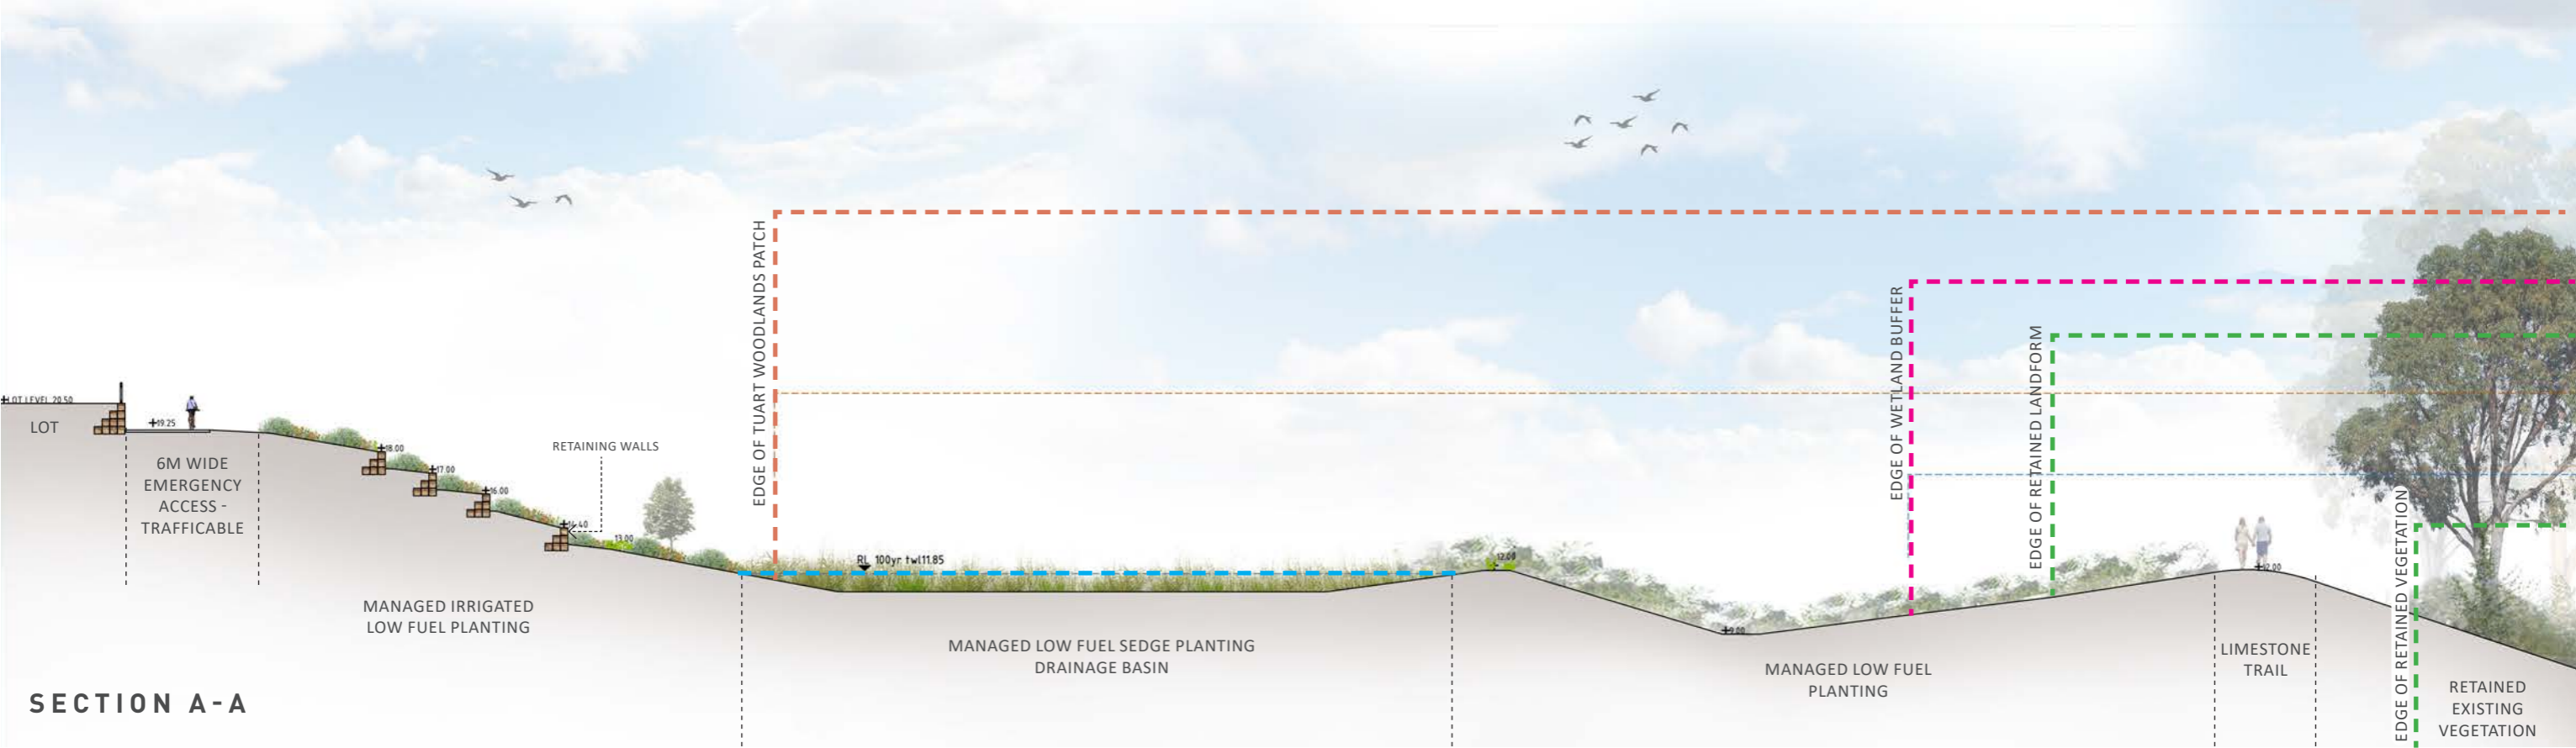 LOT LEVEL 20.50
LOT
+19.25
6M WIDE
EMERGENCY
ACCESS -
TRAFFICABLE
+18.00
+17.00
+16.00
RETAINING WALLS
13.00
MANAGED IRRIGATED
LOW FUEL PLANTING
EDGE OF TUART WOODLANDS PATCH
RL 100yr twl11.85
MANAGED LOW FUEL SEDGE PLANTING
DRAINAGE BASIN
12.00
+9.00
MANAGED LOW FUEL
PLANTING
EDGE OF WETLAND BUFFER
EDGE OF RETAINED LANDFORM
+12.00
LIMESTONE
TRAIL
EDGE OF RETAINED VEGETATION
RETAINED
EXISTING
VEGETATION
SECTION A-A